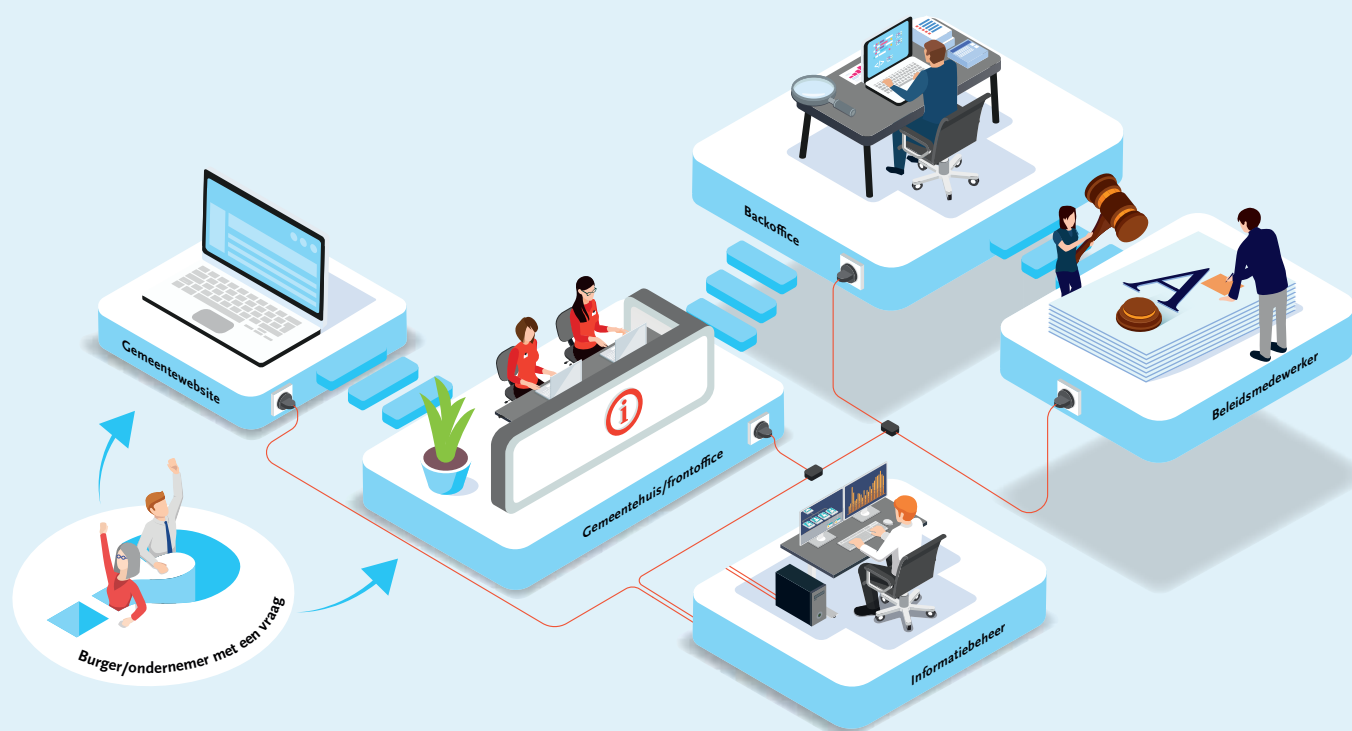 Backoffice
Gemeentewebsite
Beleidsmedewerker
i
Gemeentehuis/frontoffice
A
Burger/ondernemer met een vraag
Informatiebeheer